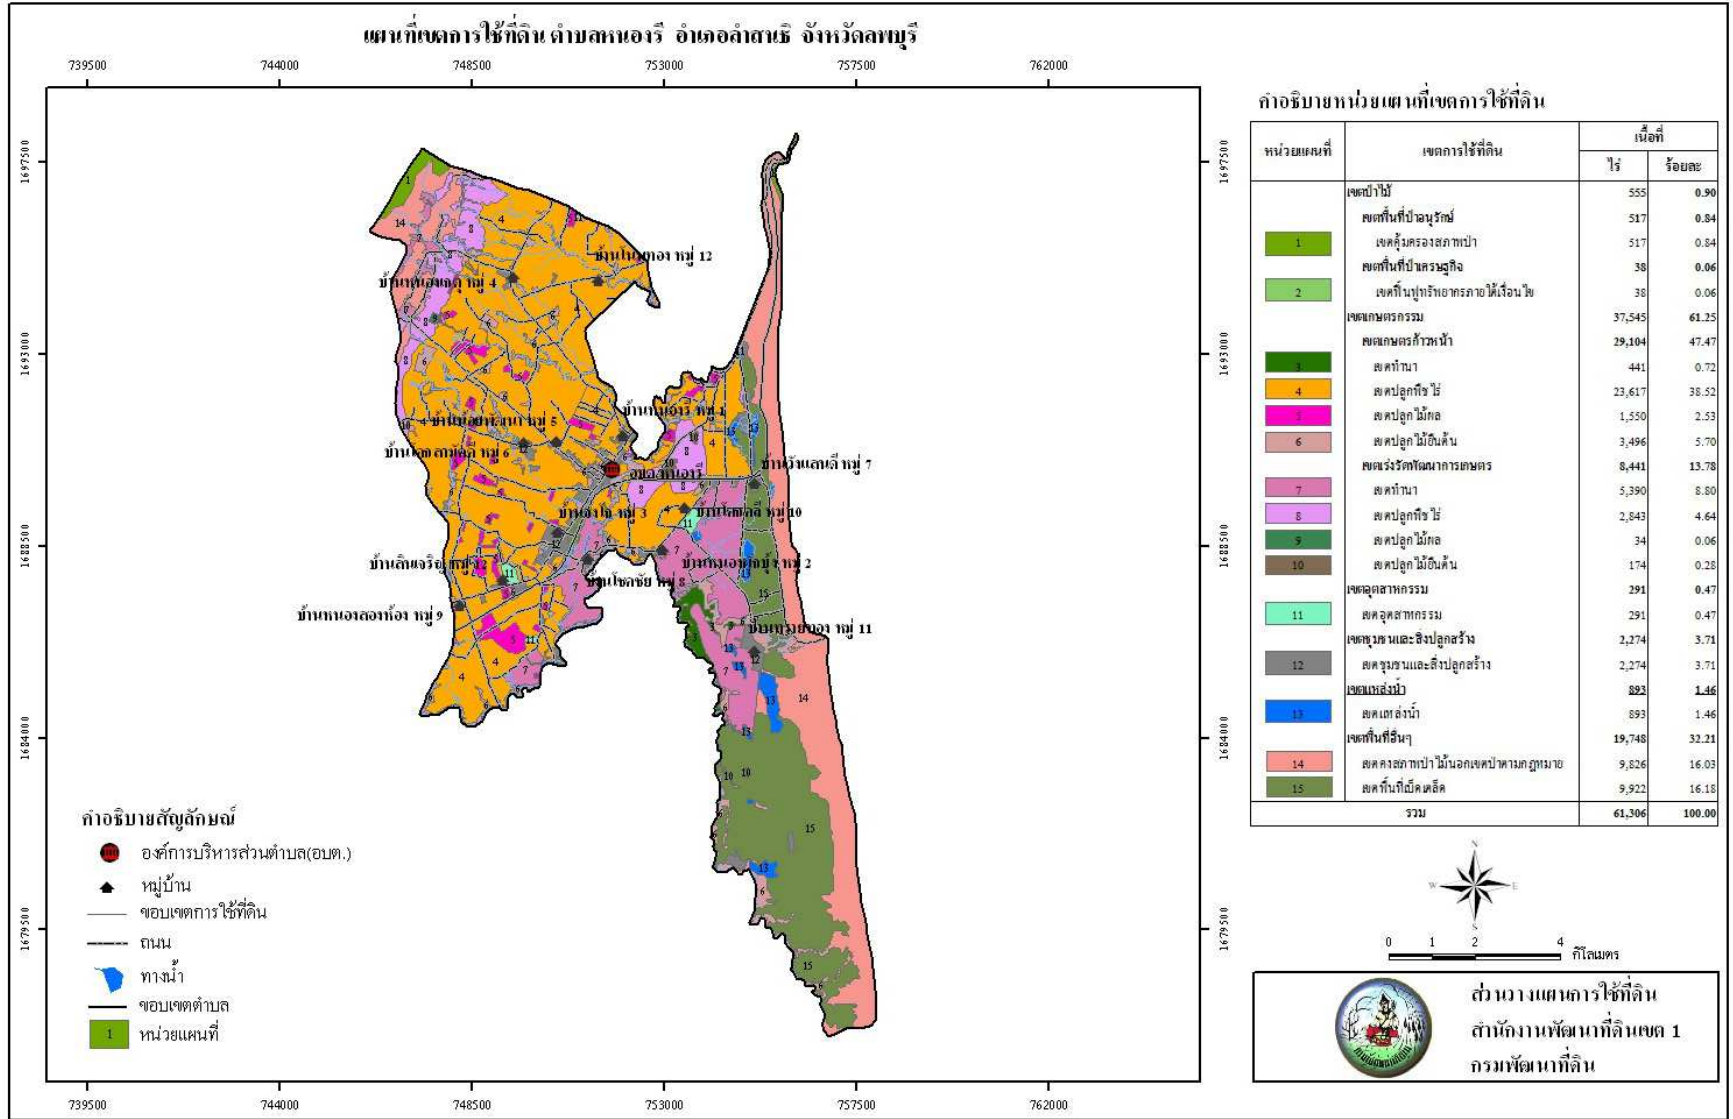 แผนที่เขตการใช้ที่ดิน ตำบลหนองรี อำเภอลำสนธิ จังหวัดลพบุรี
739500 744000 748500 753000 757500 762000
1697500 1693000 1688500 1684000 1679500
1697500 1693000 1688500 1684000 1679500
739500 744000 748500 753000 757500 762000
หมู่ 12
หมู่ 4
บ้านหนองรี หมู่ 1
หมู่ 5
หมู่ 6
อบต.หนองรี
บ้านวังแสนดี หมู่ 7
หมู่ 3
หมู่ 10
หมู่ 2
บ้านโชคชัย หมู่ 8
บ้านหนองสองห้อง หมู่ 9
บ้านทรายทอง หมู่ 11
คำอธิบายสัญลักษณ์
องค์การบริหารส่วนตำบล(อบต.)
หมู่บ้าน
ขอบเขตการใช้ที่ดิน
ถนน
ทางน้ำ
ขอบเขตตำบล
1 หน่วยแผนที่
คำอธิบายหน่วยแผนที่เขตการใช้ที่ดิน
หน่วยแผนที่ เขตการใช้ที่ดิน เนื้อที่
ไร่ ร้อยละ
เขตป่าไม้ 555 0.90
เขตพื้นที่ป่าอนุรักษ์ 517 0.84
1 เขตคุ้มครองสภาพป่า 517 0.84
เขตพื้นที่ป่าเศรษฐกิจ 38 0.06
2 เขตฟื้นฟูทรัพยากรภายใต้เงื่อนไข 38 0.06
เขตเกษตรกรรม 37,545 61.25
เขตเกษตรก้าวหน้า 29,104 47.47
3 เขตทำนา 441 0.72
4 เขตปลูกพืชไร่ 23,617 38.52
5 เขตปลูกไม้ผล 1,550 2.53
6 เขตปลูกไม้ยืนต้น 3,496 5.70
เขตเร่งรัดพัฒนาการเกษตร 8,441 13.78
7 เขตทำนา 5,390 8.80
8 เขตปลูกพืชไร่ 2,843 4.64
9 เขตปลูกไม้ผล 34 0.06
10 เขตปลูกไม้ยืนต้น 174 0.28
เขตอุตสาหกรรม 291 0.47
11 เขตอุตสาหกรรม 291 0.47
เขตชุมชนและสิ่งปลูกสร้าง 2,274 3.71
12 เขตชุมชนและสิ่งปลูกสร้าง 2,274 3.71
เขตแหล่งน้ำ 893 1.46
13 เขตแหล่งน้ำ 893 1.46
เขตพื้นที่อื่นๆ 19,748 32.21
14 เขตคงสภาพป่าไม้นอกเขตป่าตามกฎหมาย 9,826 16.03
15 เขตพื้นที่เบ็ดเตล็ด 9,922 16.18
รวม 61,306 100.00
N
W E
S
0 1 2 4
กิโลเมตร
ส่วนวางแผนการใช้ที่ดิน
สำนักงานพัฒนาที่ดินเขต 1
กรมพัฒนาที่ดิน